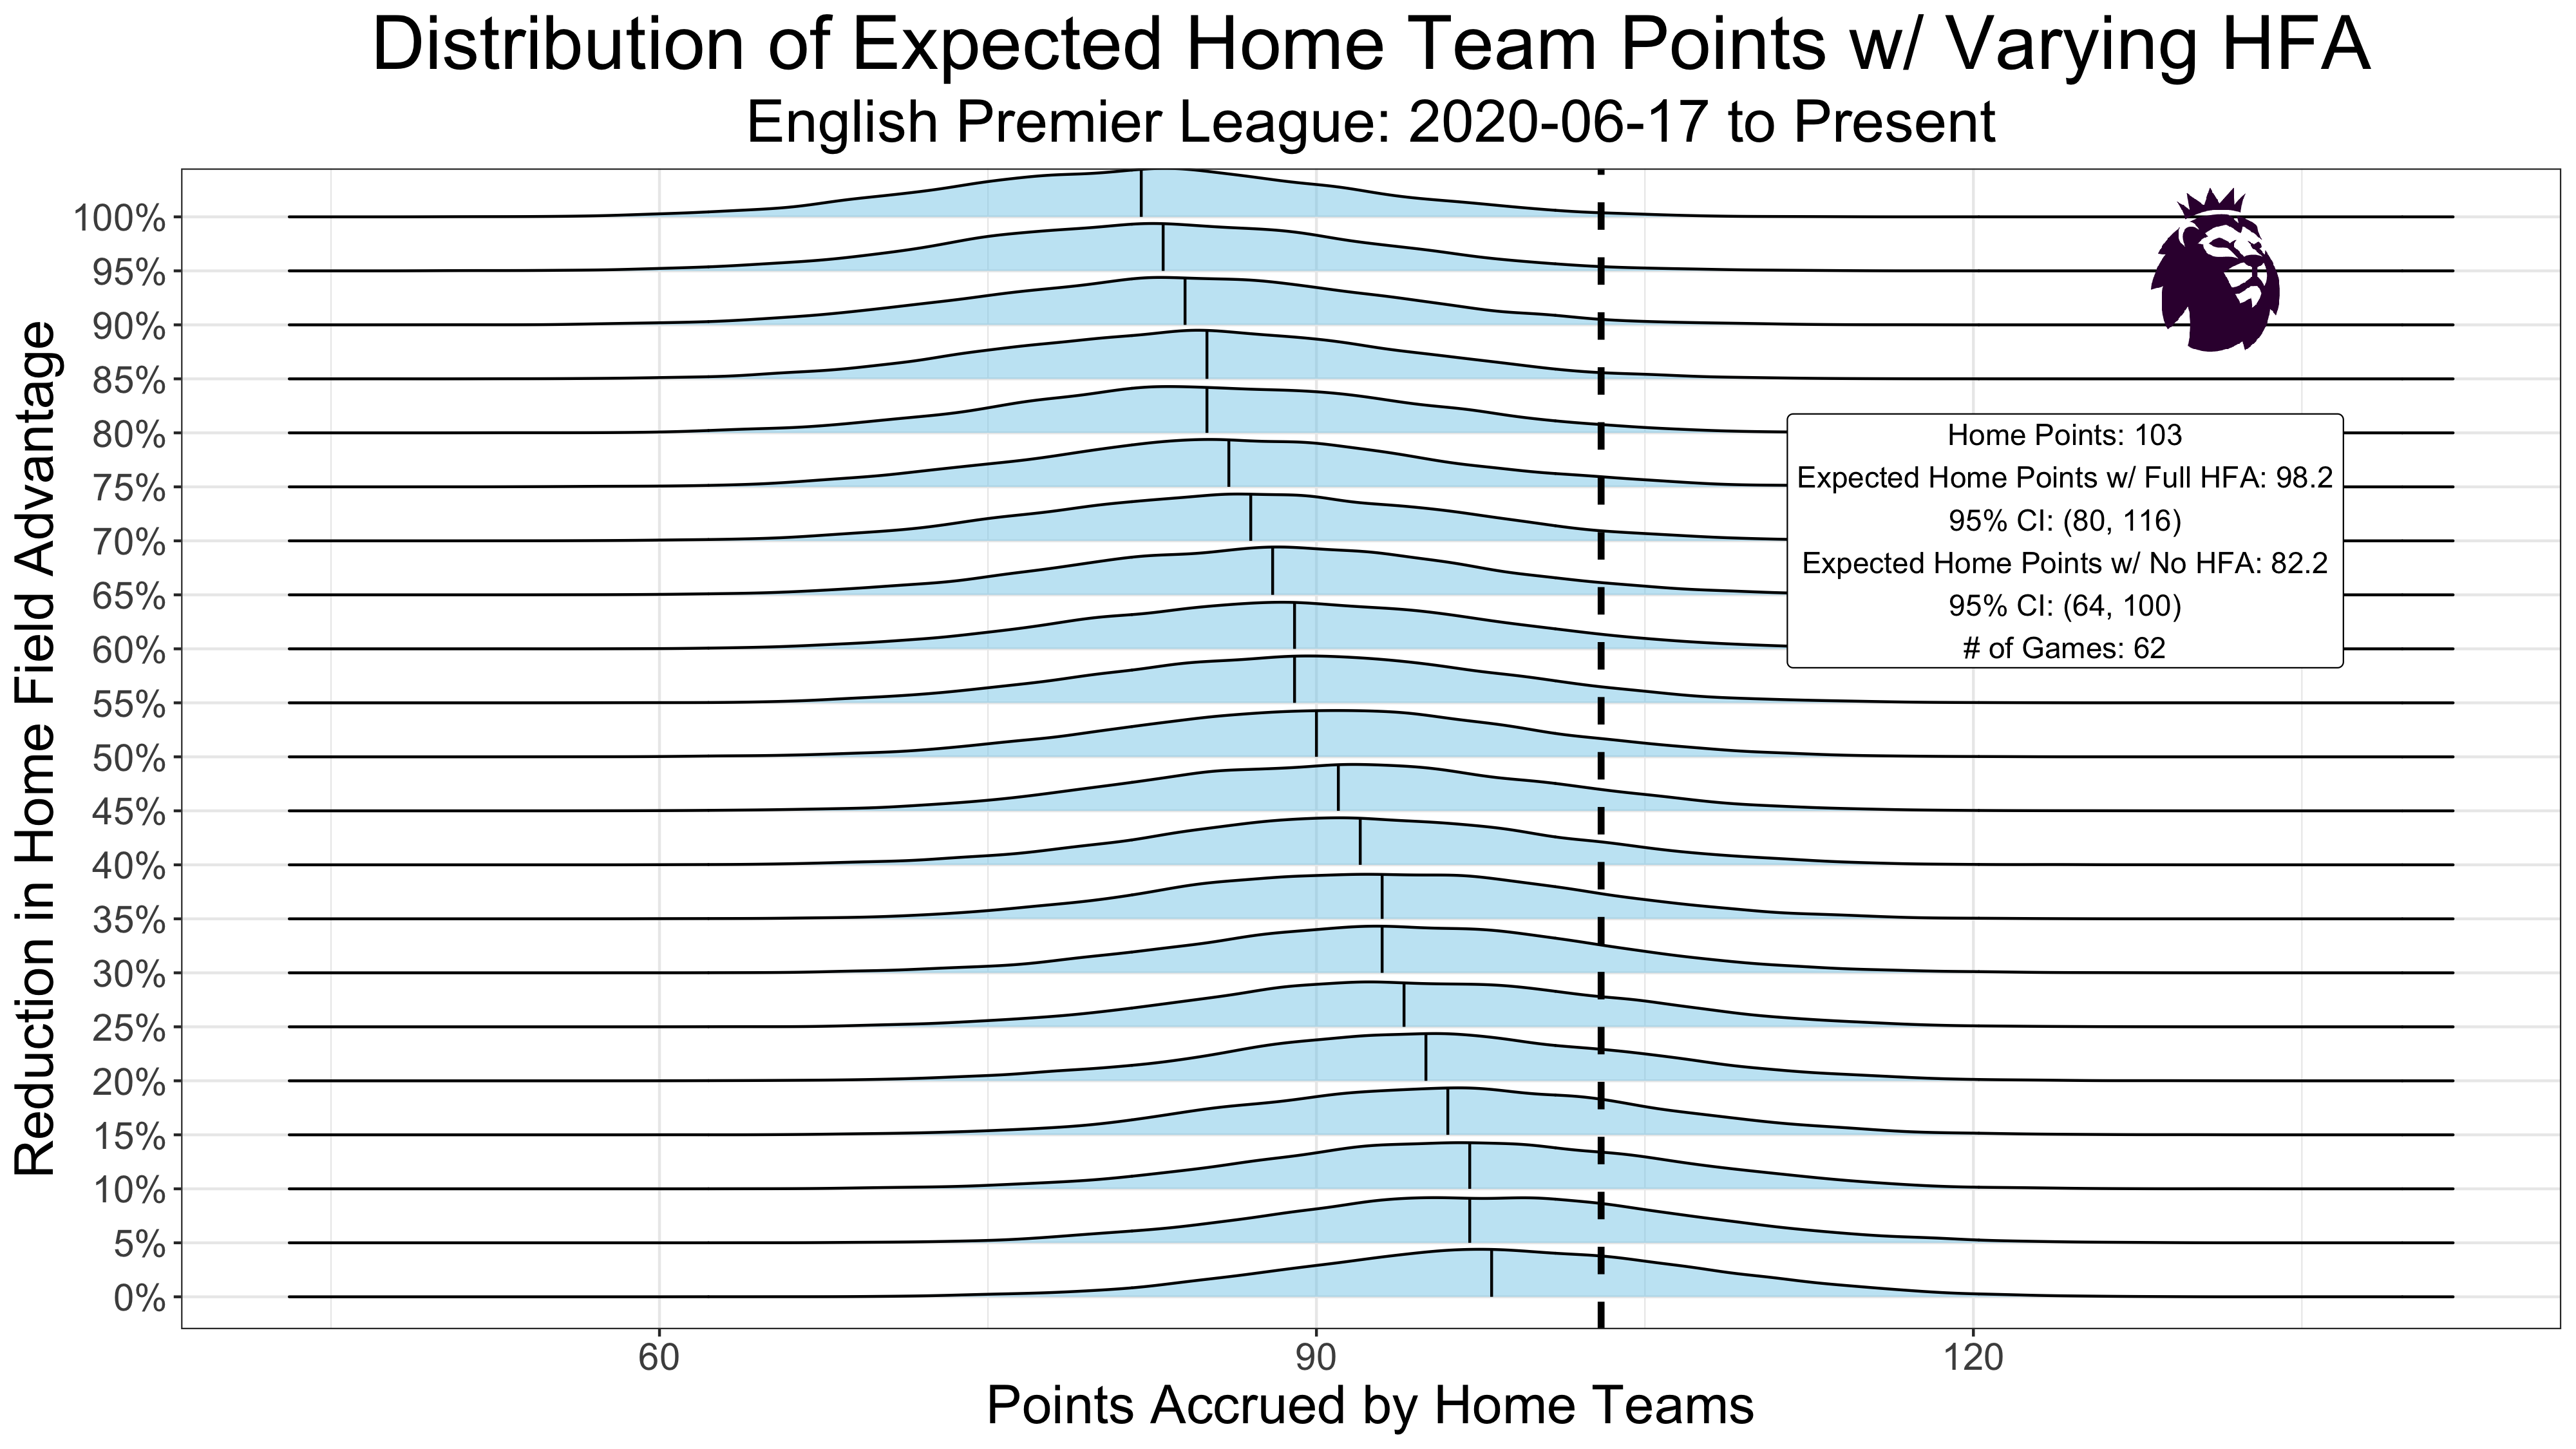 Distribution of Expected Home Team Points w/ Varying HFA
English Premier League: 2020-06-17 to Present
Reduction in Home Field Advantage
100%
95%
90%
85%
80%
75%
70%
65%
60%
55%
50%
45%
40%
35%
30%
25%
20%
15%
10%
5%
0%
Home Points: 103
Expected Home Points w/ Full HFA: 98.2
95% CI: (80, 116)
Expected Home Points w/ No HFA: 82.2
95% CI: (64, 100)
# of Games: 62
60
90
120
Points Accrued by Home Teams